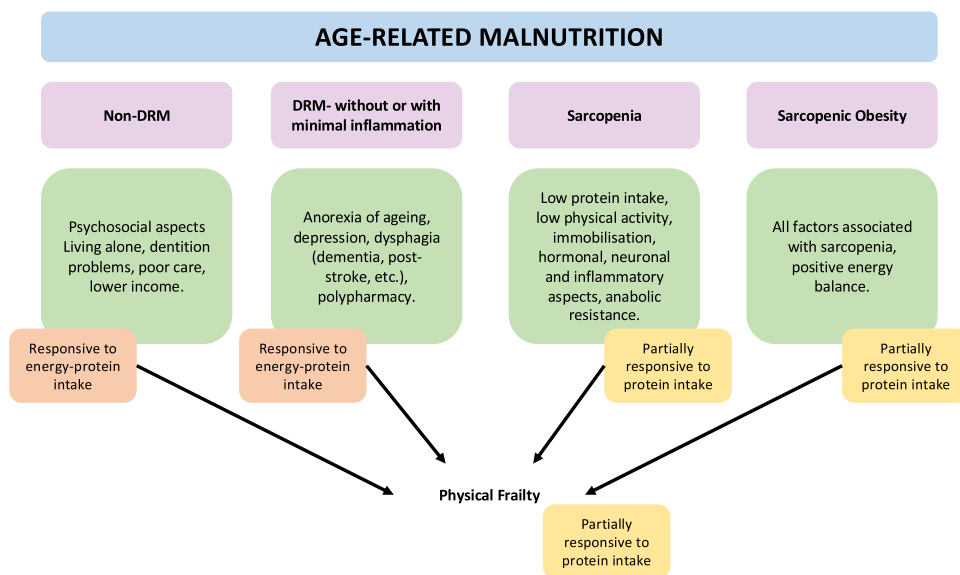 AGE-RELATED MALNUTRITION
Non-DRM
DRM- without or with
minimal inflammation
Sarcopenia
Sarcopenic Obesity
Psychosocial aspects
Living alone, dentition
problems, poor care,
lower income.
Anorexia of ageing,
depression, dysphagia
(dementia, post-
stroke, etc.),
polypharmacy.
Low protein intake,
low physical activity,
immobilisation,
hormonal, neuronal
and inflammatory
aspects, anabolic
resistance.
All factors associated
with sarcopenia,
positive energy
balance.
Responsive to
energy-protein
intake
Responsive to
energy-protein
intake
Partially
responsive to
protein intake
Partially
responsive to
protein intake
Physical Frailty
Partially
responsive to
protein intake